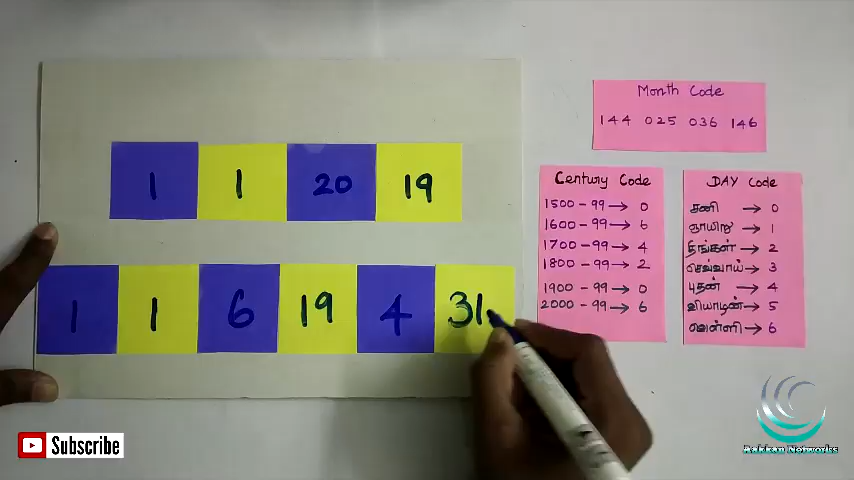 Month Code
144 025 036 146
1 1 20 19
Century Code
1500 - 99 → 0
1600 - 99 → 6
1700 - 99 → 4
1800 - 99 → 2
1900 - 99 → 0
2000 - 99 → 6
DAY Code
சனி → 0
ஞாயிறு → 1
திங்கள் → 2
செவ்வாய் → 3
புதன் → 4
வியாழன் → 5
வெள்ளி → 6
1 1 6 19 4 31
Subscribe
Rakkan Networks